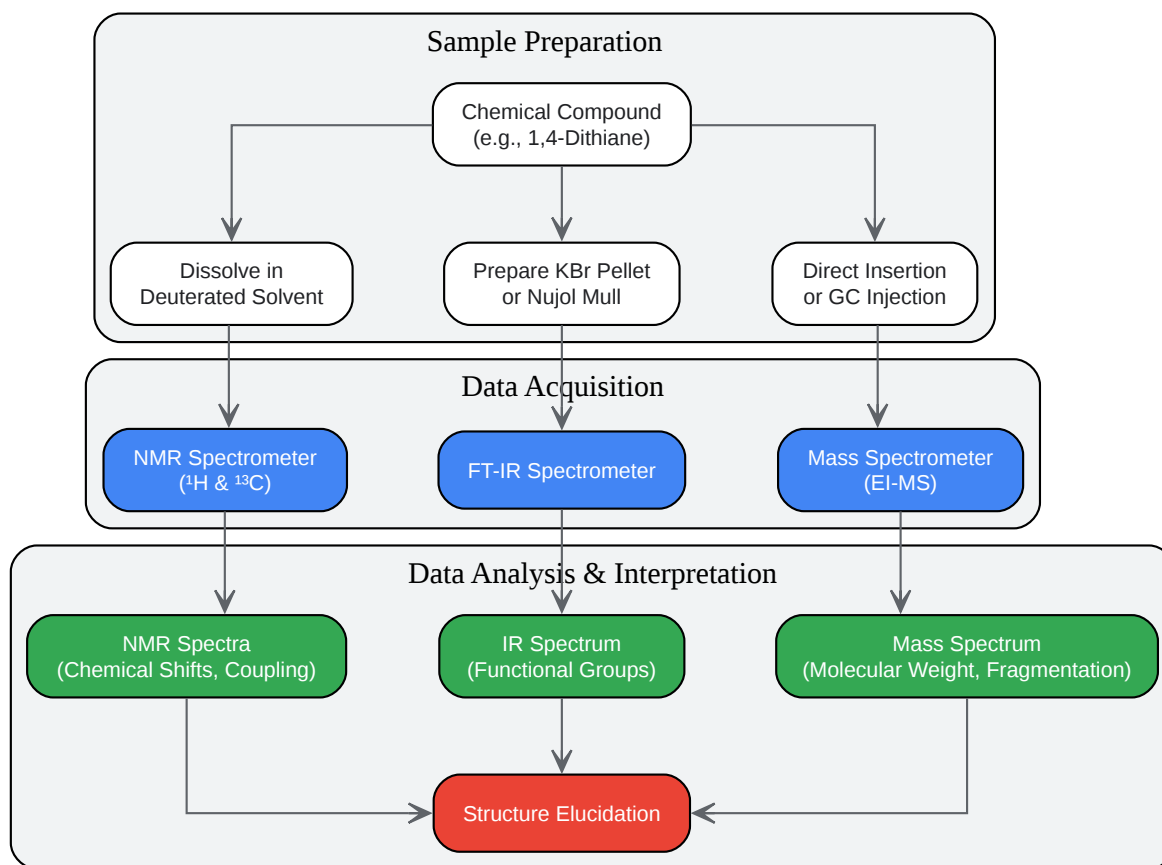 Sample Preparation
Chemical Compound
(e.g., 1,4-Dithiane)
Dissolve in
Deuterated Solvent
Prepare KBr Pellet
or Nujol Mull
Direct Insertion
or GC Injection
Data Acquisition
NMR Spectrometer
(¹H & ¹³C)
FT-IR Spectrometer
Mass Spectrometer
(EI-MS)
Data Analysis & Interpretation
NMR Spectra
(Chemical Shifts, Coupling)
IR Spectrum
(Functional Groups)
Mass Spectrum
(Molecular Weight, Fragmentation)
Structure Elucidation